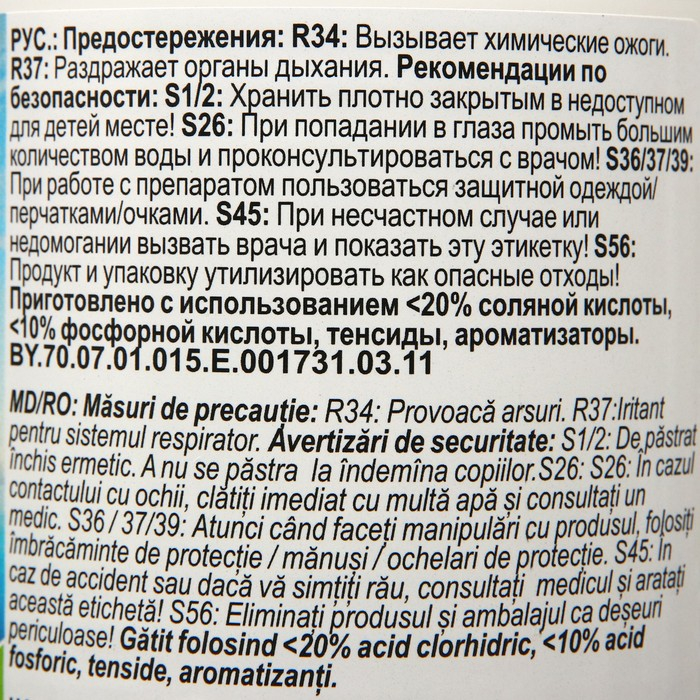 РУС.: Предостережения: R34: Вызывает химические ожоги.
R37: Раздражает органы дыхания. Рекомендации по
безопасности: S1/2: Хранить плотно закрытым в недоступном
для детей месте! S26: При попадании в глаза промыть большим
количеством воды и проконсультироваться с врачом! S36/37/39:
При работе с препаратом пользоваться защитной одеждой/
перчатками/очками. S45: При несчастном случае или
недомогании вызвать врача и показать эту этикетку! S56:
Продукт и упаковку утилизировать как опасные отходы!
Приготовлено с использованием <20% соляной кислоты,
<10% фосфорной кислоты, тенсиды, ароматизаторы.
BY.70.07.01.015.E.001731.03.11
MD/RO: Măsuri de precauție: R34: Provoacă arsuri. R37:Iritant
pentru sistemul respirator. Avertizări de securitate: S1/2: De păstrat
închis ermetic. A nu se păstra la îndemîna copiilor.S26: S26: În cazul
contactului cu ochii, clătiți imediat cu multă apă și consultați un
medic. S36 / 37/39: Atunci când faceți manipulări cu produsul, folosiți
îmbrăcăminte de protecție / mănuși / ochelari de protecție. S45: În
caz de accident sau dacă vă simțiți rău, consultați medicul și aratați
această etichetă! S56: Eliminați produsul și ambalajul ca deșeuri
periculoase! Gătit folosind <20% acid clorhidric, <10% acid
fosforic, tenside, aromatizanți.